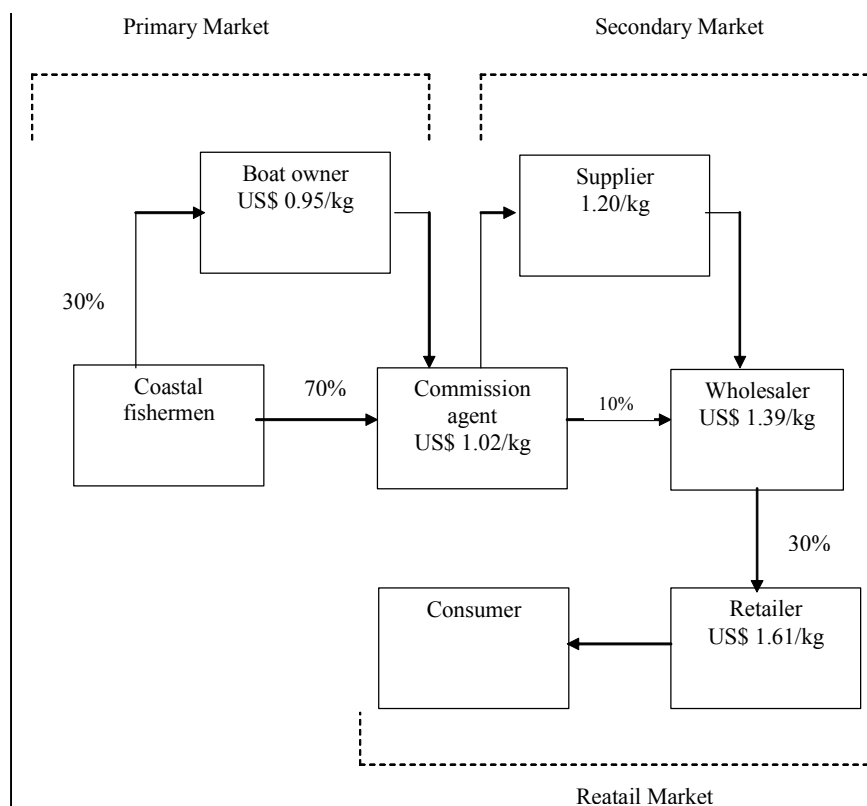 Primary Market
Secondary Market
Boat owner
US$ 0.95/kg
Supplier
1.20/kg
30%
Coastal
fishermen
70%
Commission
agent
US$ 1.02/kg
10%
Wholesaler
US$ 1.39/kg
30%
Consumer
Retailer
US$ 1.61/kg
Reatail Market